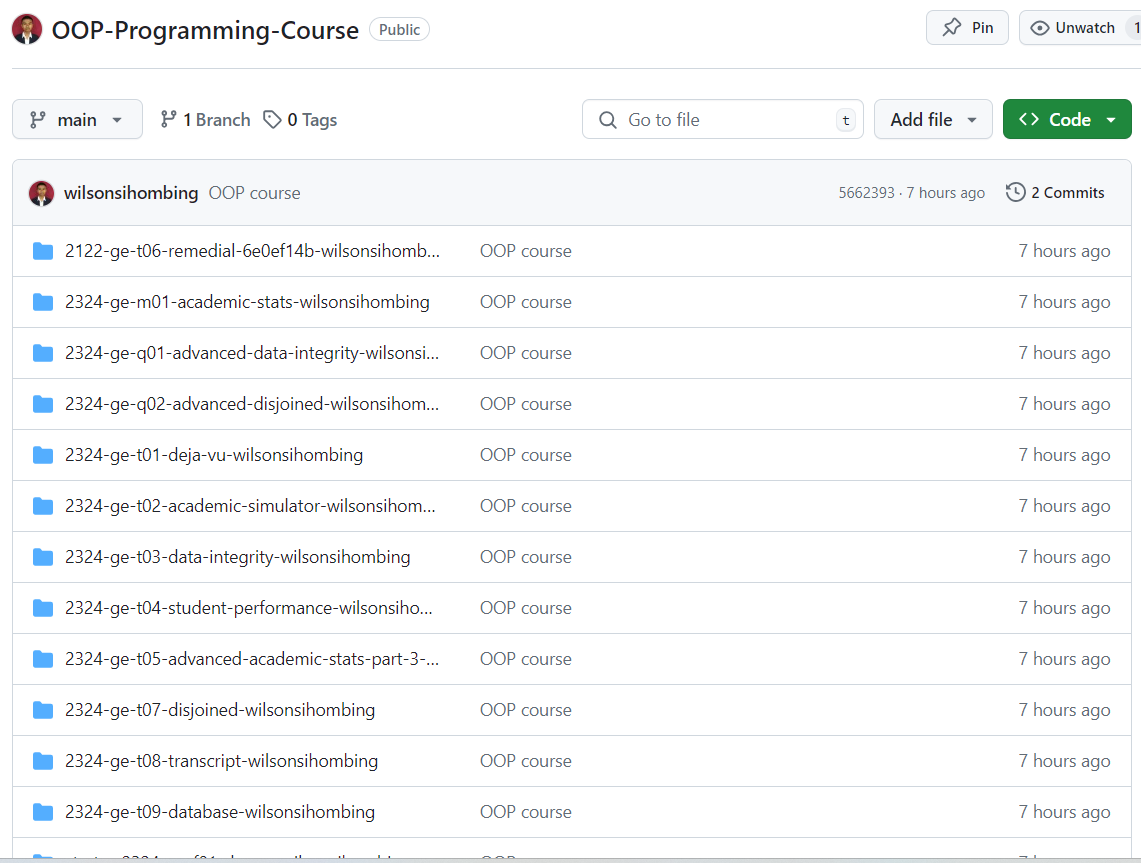 OOP-Programming-Course Public Pin Unwatch 1
main 1 Branch 0 Tags Go to file t Add file Code
wilsonsihombing OOP course 5662393 · 7 hours ago 2 Commits
2122-ge-t06-remedial-6e0ef14b-wilsonsihomb... OOP course 7 hours ago
2324-ge-m01-academic-stats-wilsonsihombing OOP course 7 hours ago
2324-ge-q01-advanced-data-integrity-wilsonsi... OOP course 7 hours ago
2324-ge-q02-advanced-disjoined-wilsonsihom... OOP course 7 hours ago
2324-ge-t01-deja-vu-wilsonsihombing OOP course 7 hours ago
2324-ge-t02-academic-simulator-wilsonsihom... OOP course 7 hours ago
2324-ge-t03-data-integrity-wilsonsihombing OOP course 7 hours ago
2324-ge-t04-student-performance-wilsonsiho... OOP course 7 hours ago
2324-ge-t05-advanced-academic-stats-part-3-... OOP course 7 hours ago
2324-ge-t07-disjoined-wilsonsihombing OOP course 7 hours ago
2324-ge-t08-transcript-wilsonsihombing OOP course 7 hours ago
2324-ge-t09-database-wilsonsihombing OOP course 7 hours ago